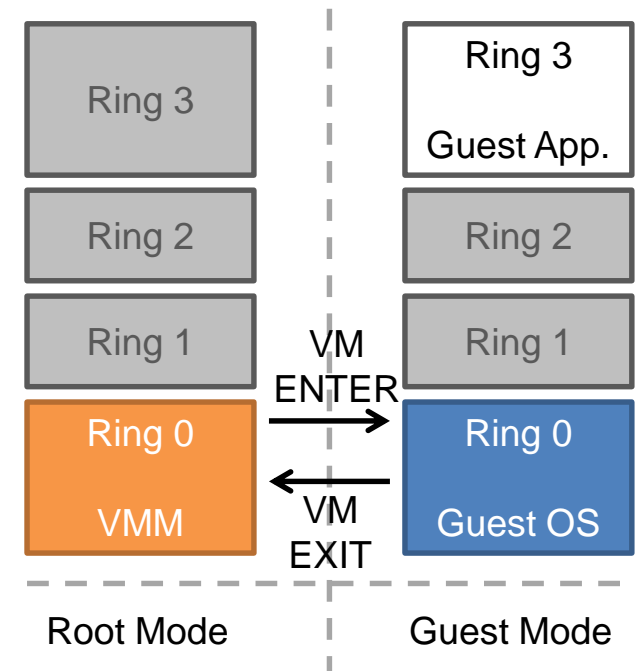 Ring 3
Ring 2
Ring 1
Ring 0
VMM
VM
ENTER
VM
EXIT
Ring 3
Guest App.
Ring 2
Ring 1
Ring 0
Guest OS
Root Mode
Guest Mode